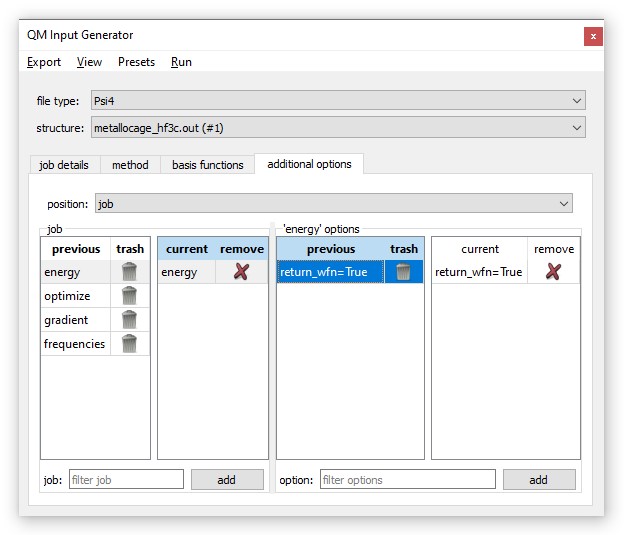 QM Input Generator
x
Export View Presets Run
file type: Psi4
structure: metallocage_hf3c.out (#1)
job details method basis functions additional options
position: job
job 'energy' options
previous trash current remove previous trash current remove
energy energy return_wfn=True return_wfn=True
optimize
gradient
frequencies
job: filter job add option: filter options add